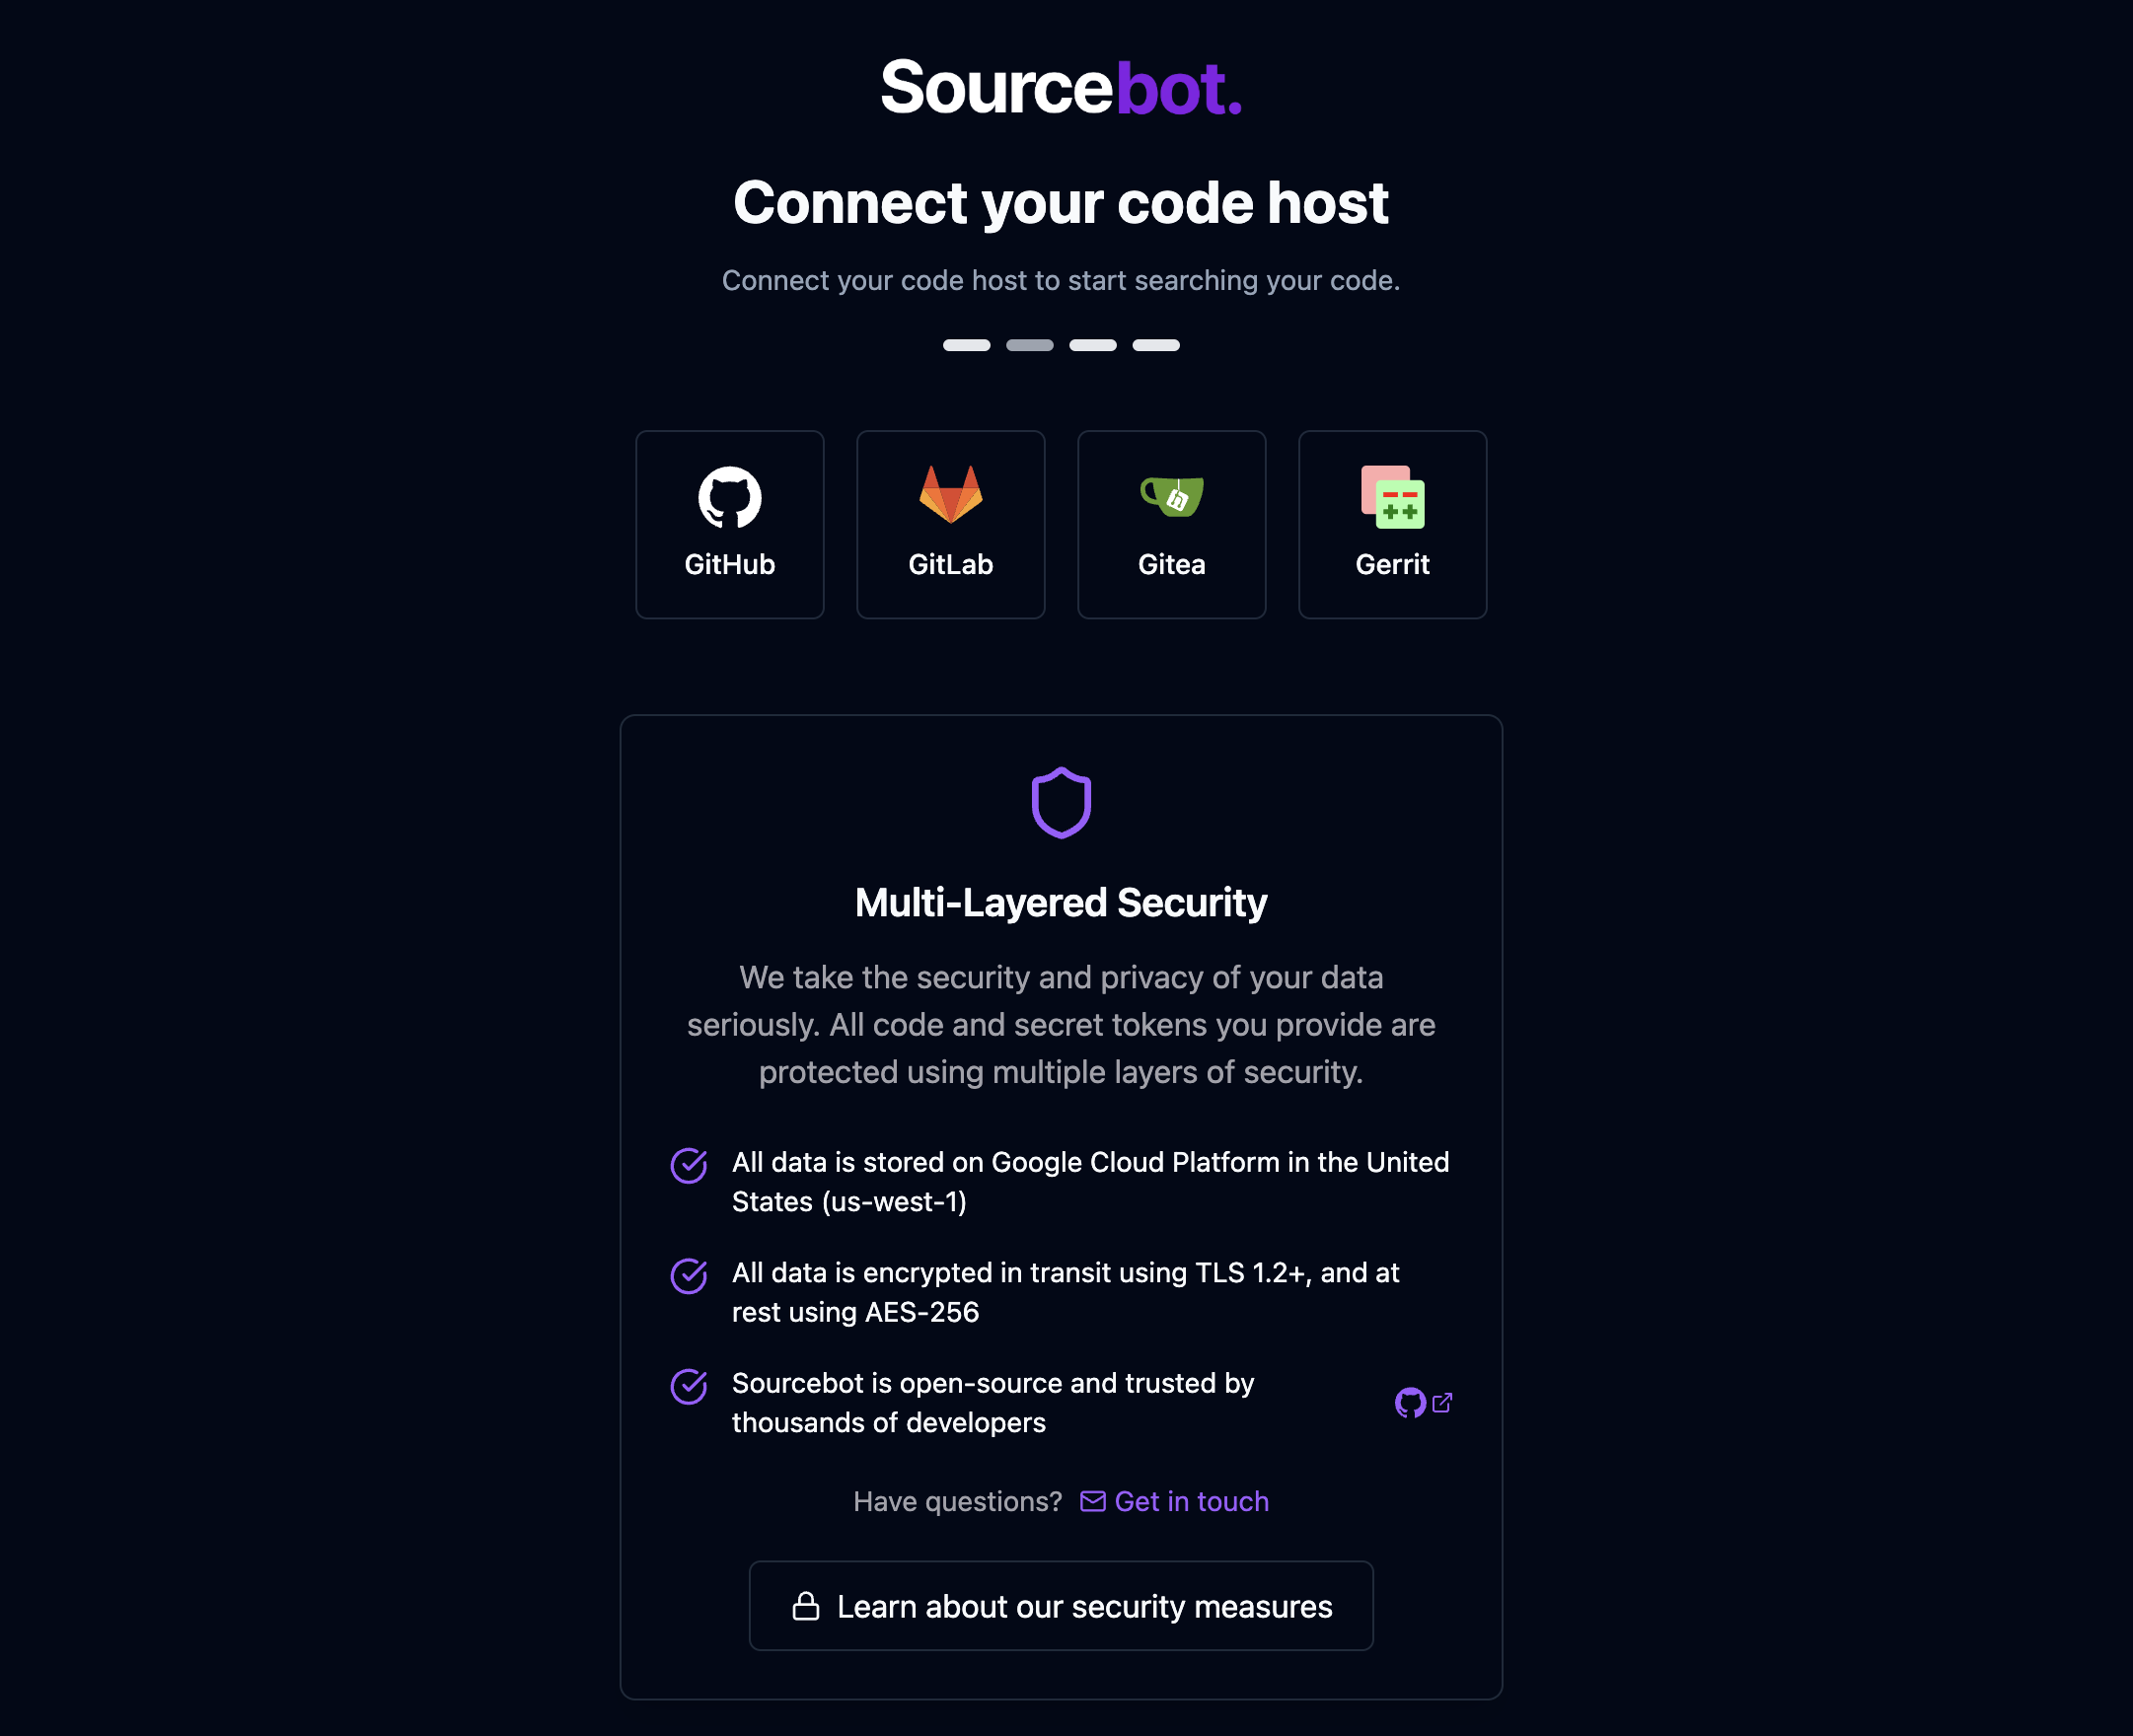 Sourcebot.
Connect your code host
Connect your code host to start searching your code.
GitHub
GitLab
Gitea
Gerrit
Multi-Layered Security
We take the security and privacy of your data
seriously. All code and secret tokens you provide are
protected using multiple layers of security.
All data is stored on Google Cloud Platform in the United
States (us-west-1)
All data is encrypted in transit using TLS 1.2+, and at
rest using AES-256
Sourcebot is open-source and trusted by
thousands of developers
Have questions? Get in touch
Learn about our security measures